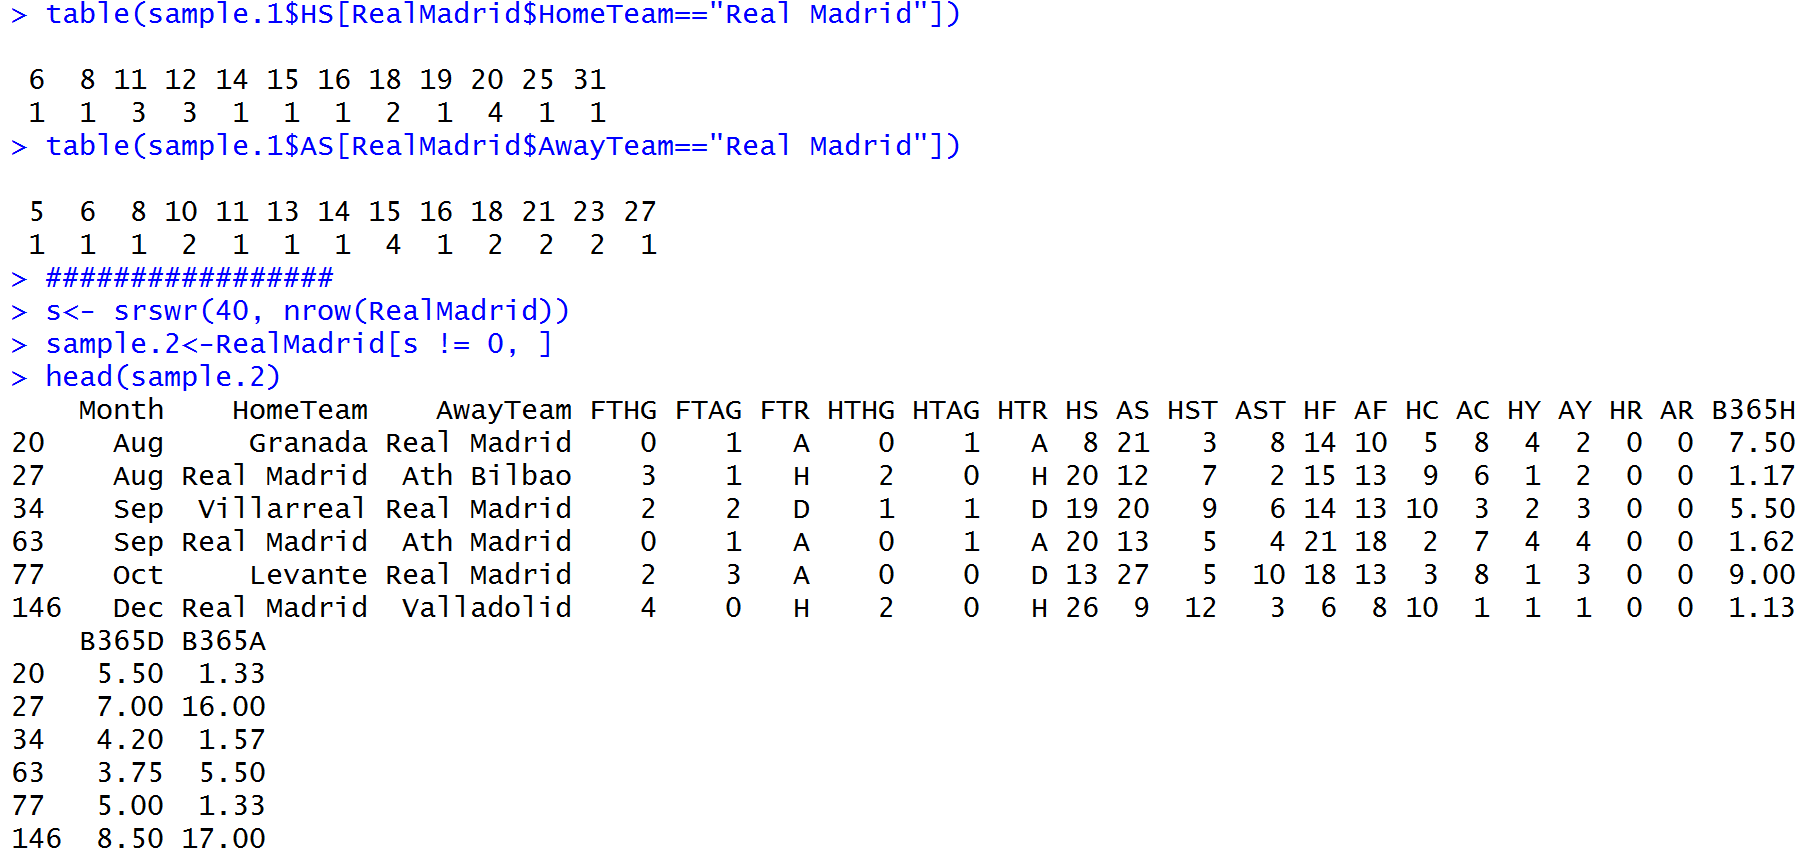 > table(sample.1$HS[RealMadrid$HomeTeam=="Real Madrid"])

 6  8 11 12 14 15 16 18 19 20 25 31
 1  1  3  3  1  1  1  2  1  4  1  1
> table(sample.1$AS[RealMadrid$AwayTeam=="Real Madrid"])

 5  6  8 10 11 13 14 15 16 18 21 23 27
 1  1  1  2  1  1  1  4  1  2  2  2  1
> #################
> s<- srswr(40, nrow(RealMadrid))
> sample.2<-RealMadrid[s != 0, ]
> head(sample.2)
    Month    HomeTeam    AwayTeam FTHG FTAG FTR HTHG HTAG HTR HS AS HST AST HF AF HC AC HY AY HR AR B365H
20    Aug     Granada Real Madrid    0    1   A    0    1   A  8 21   3   8 14 10  5  8  4  2  0  0  7.50
27    Aug Real Madrid  Ath Bilbao    3    1   H    2    0   H 20 12   7   2 15 13  9  6  1  2  0  0  1.17
34    Sep  Villarreal Real Madrid    2    2   D    1    1   D 19 20   9   6 14 13 10  3  2  3  0  0  5.50
63    Sep Real Madrid  Ath Madrid    0    1   A    0    1   A 20 13   5   4 21 18  2  7  4  4  0  0  1.62
77    Oct     Levante Real Madrid    2    3   A    0    0   D 13 27   5  10 18 13  3  8  1  3  0  0  9.00
146   Dec Real Madrid  Valladolid    4    0   H    2    0   H 26  9  12   3  6  8 10  1  1  1  0  0  1.13
    B365D B365A
20   5.50  1.33
27   7.00 16.00
34   4.20  1.57
63   3.75  5.50
77   5.00  1.33
146  8.50 17.00